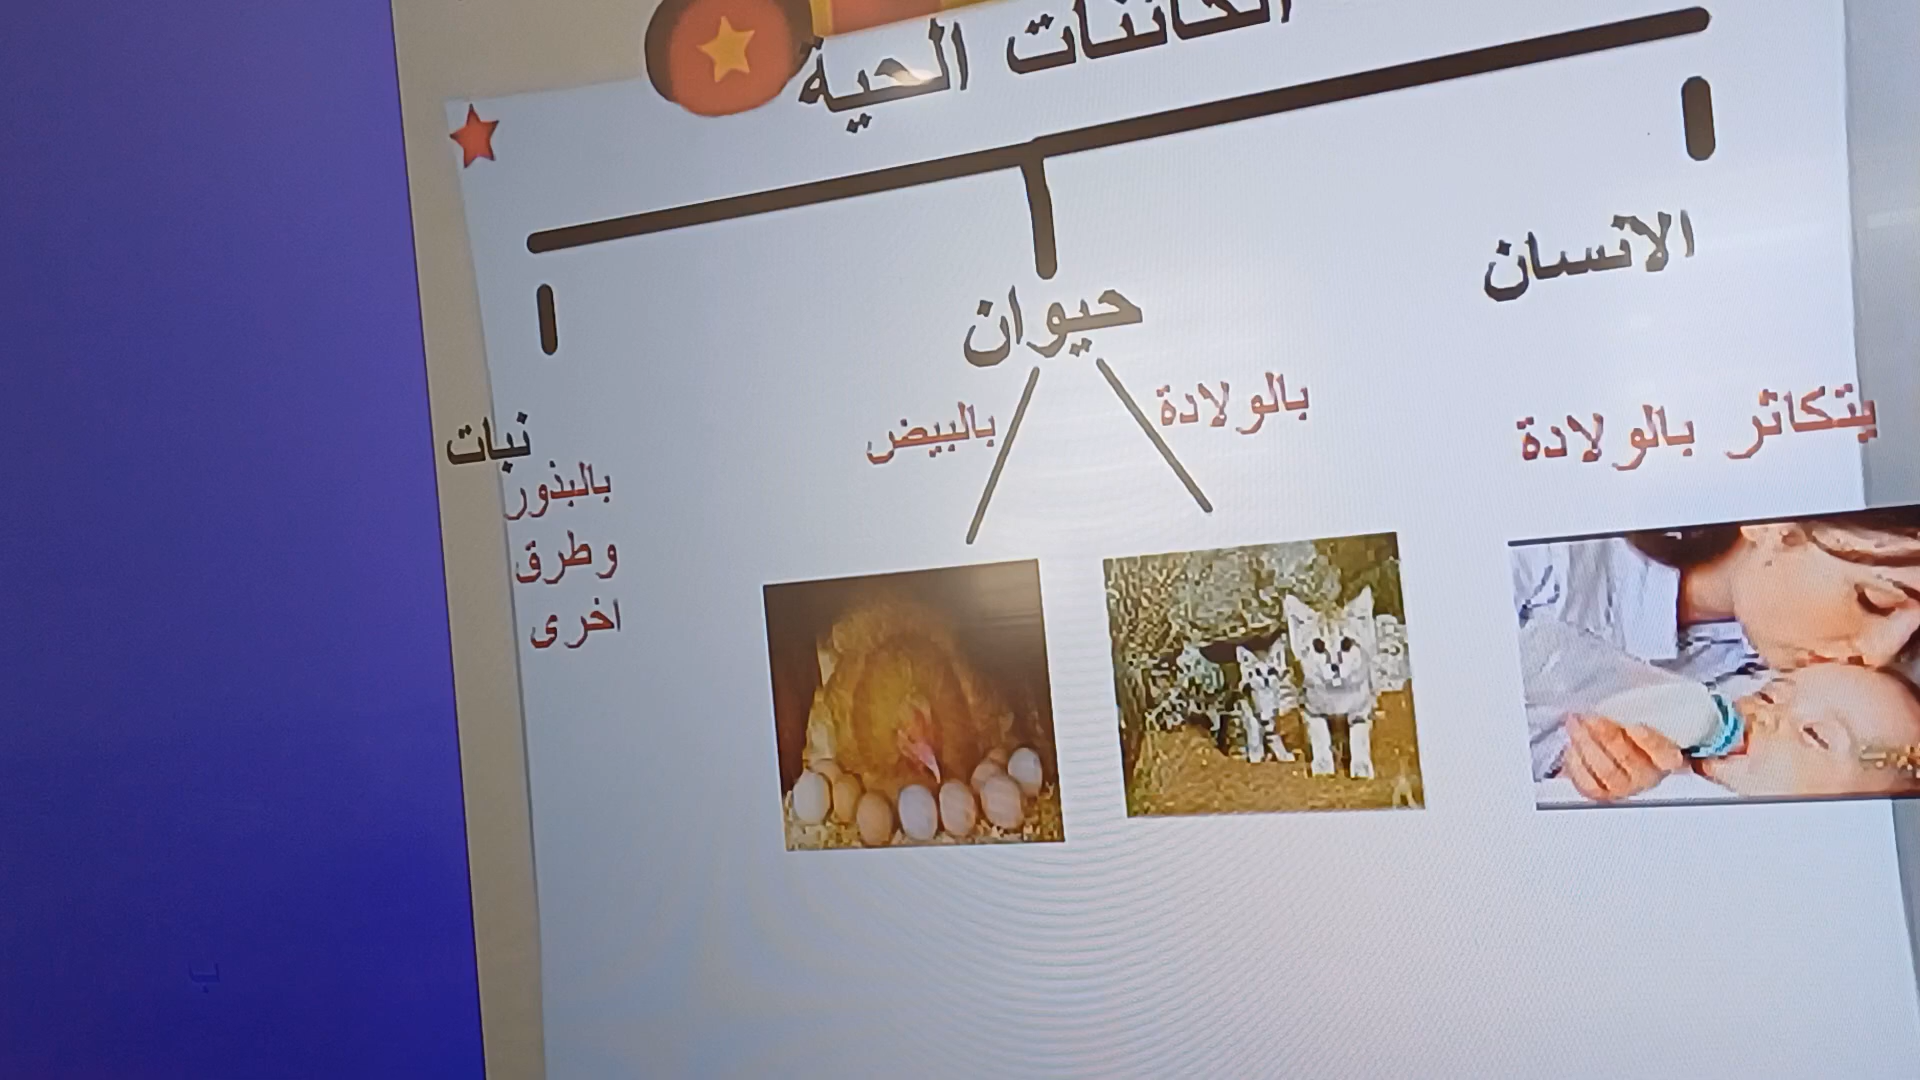 الكائنات الحية
الانسان
يتكاثر بالولادة
حيوان
بالولادة
بالبيض
نبات
بالبذور
وطرق
اخرى